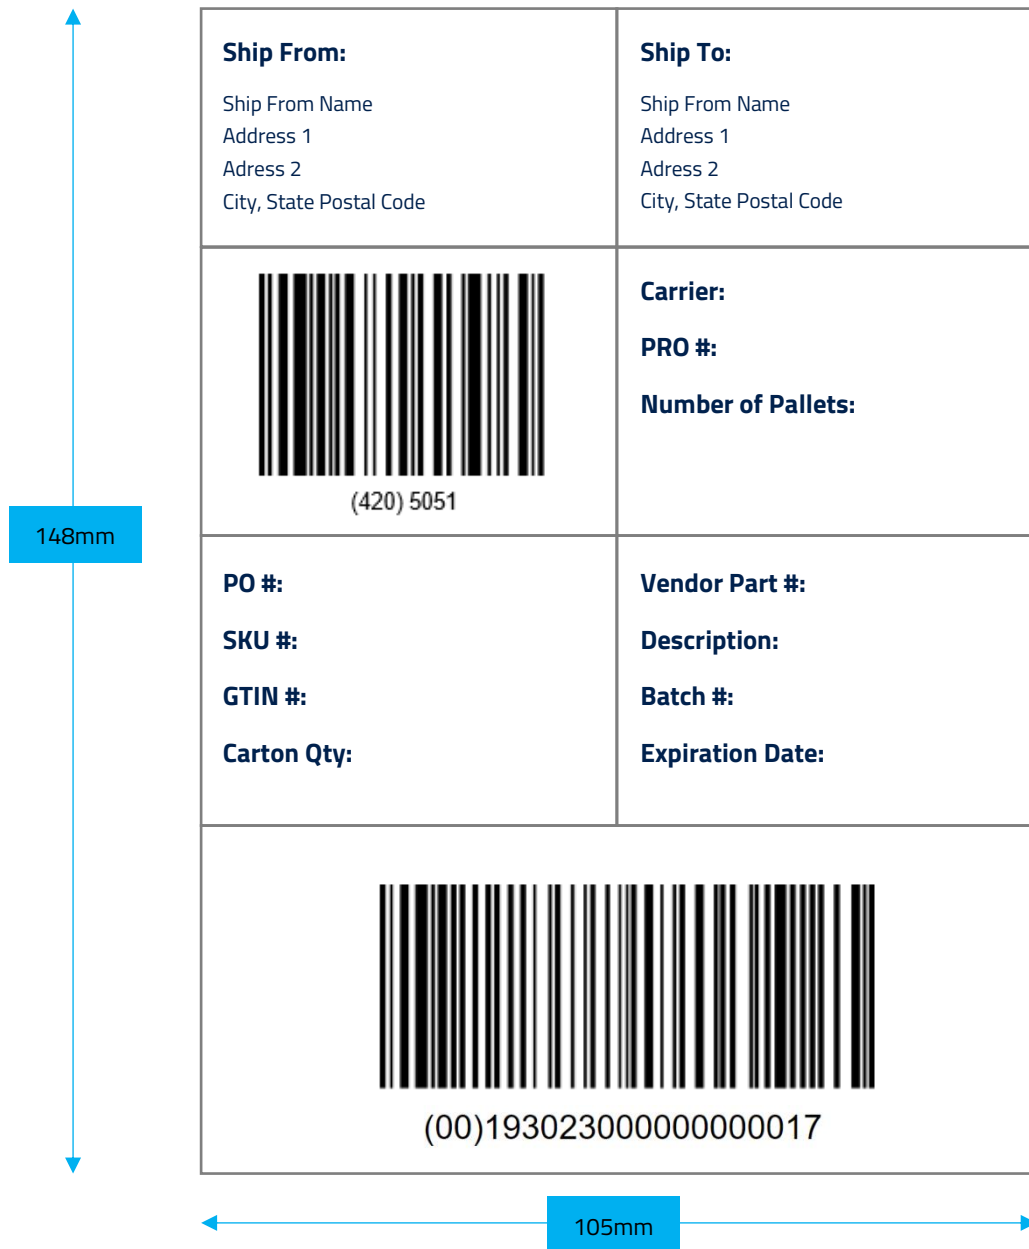 Ship From:
Ship From Name
Address 1
Adress 2
City, State Postal Code
Ship To:
Ship From Name
Address 1
Adress 2
City, State Postal Code
(420) 5051
Carrier:
PRO #:
Number of Pallets:
148mm
PO #:
SKU #:
GTIN #:
Carton Qty:
Vendor Part #:
Description:
Batch #:
Expiration Date:
(00)193023000000000017
105mm